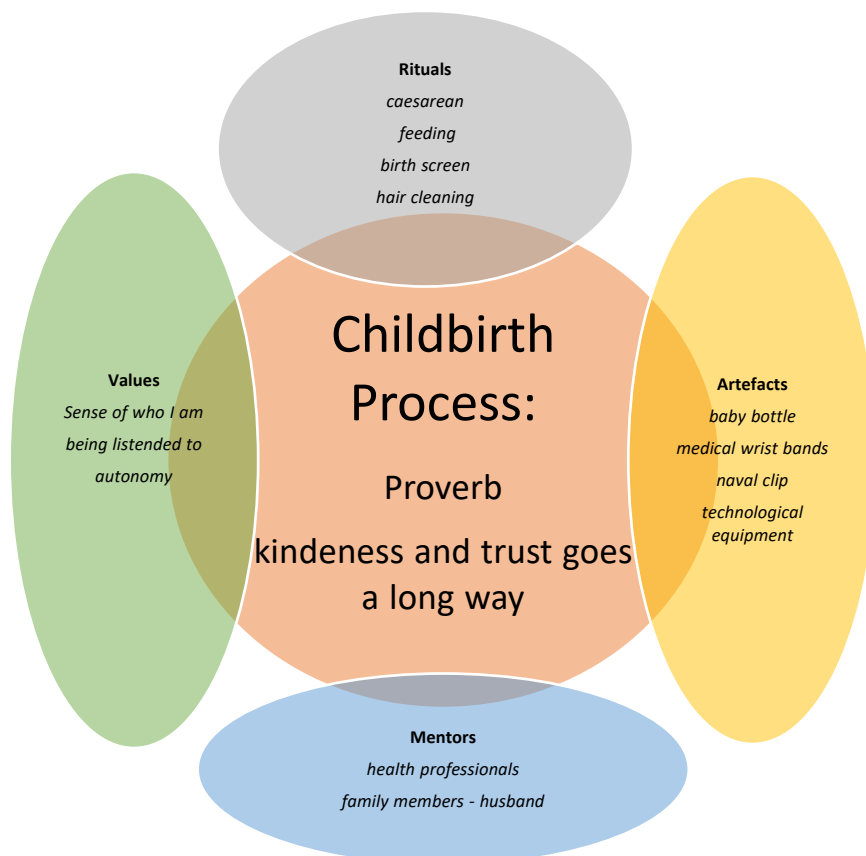 Rituals
caesarean
feeding
birth screen
hair cleaning
Childbirth
Process:
Proverb
kindeness and trust goes
a long way
Values
Sense of who I am
being listended to
autonomy
Artefacts
baby bottle
medical wrist bands
naval clip
technological
equipment
Mentors
health professionals
family members - husband